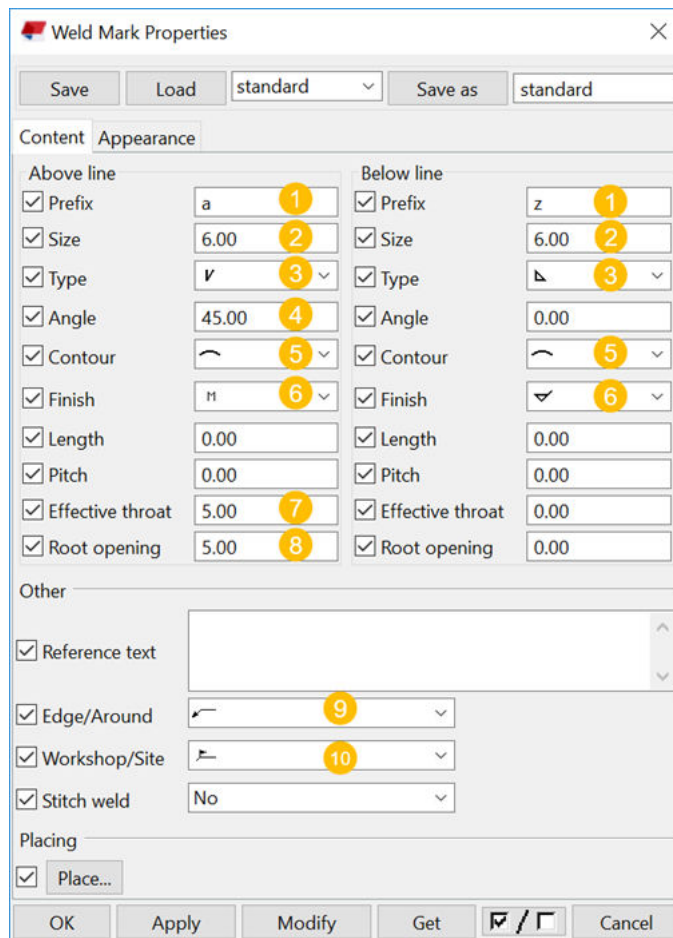 Weld Mark Properties
Save Load standard Save as standard
Content Appearance
Above line Below line
Prefix a 1 Prefix z 1
Size 6.00 2 Size 6.00 2
Type 3 Type 3
Angle 45.00 4 Angle 0.00
Contour 5 Contour 5
Finish M 6 Finish 6
Length 0.00 Length 0.00
Pitch 0.00 Pitch 0.00
Effective throat 5.00 7 Effective throat 0.00
Root opening 5.00 8 Root opening 0.00
Other
Reference text
Edge/Around 9
Workshop/Site 10
Stitch weld No
Placing
Place...
OK Apply Modify Get / Cancel